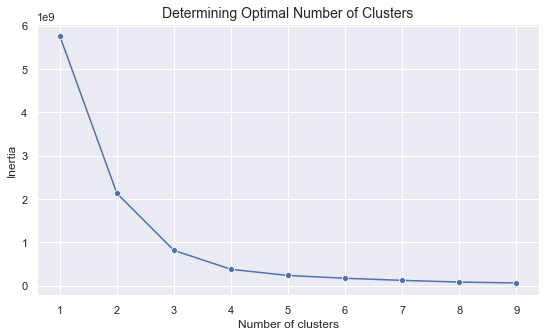 Determining Optimal Number of Clusters
1e9
6
5
4
3
2
1
0
Inertia
1 2 3 4 5 6 7 8 9
Number of clusters